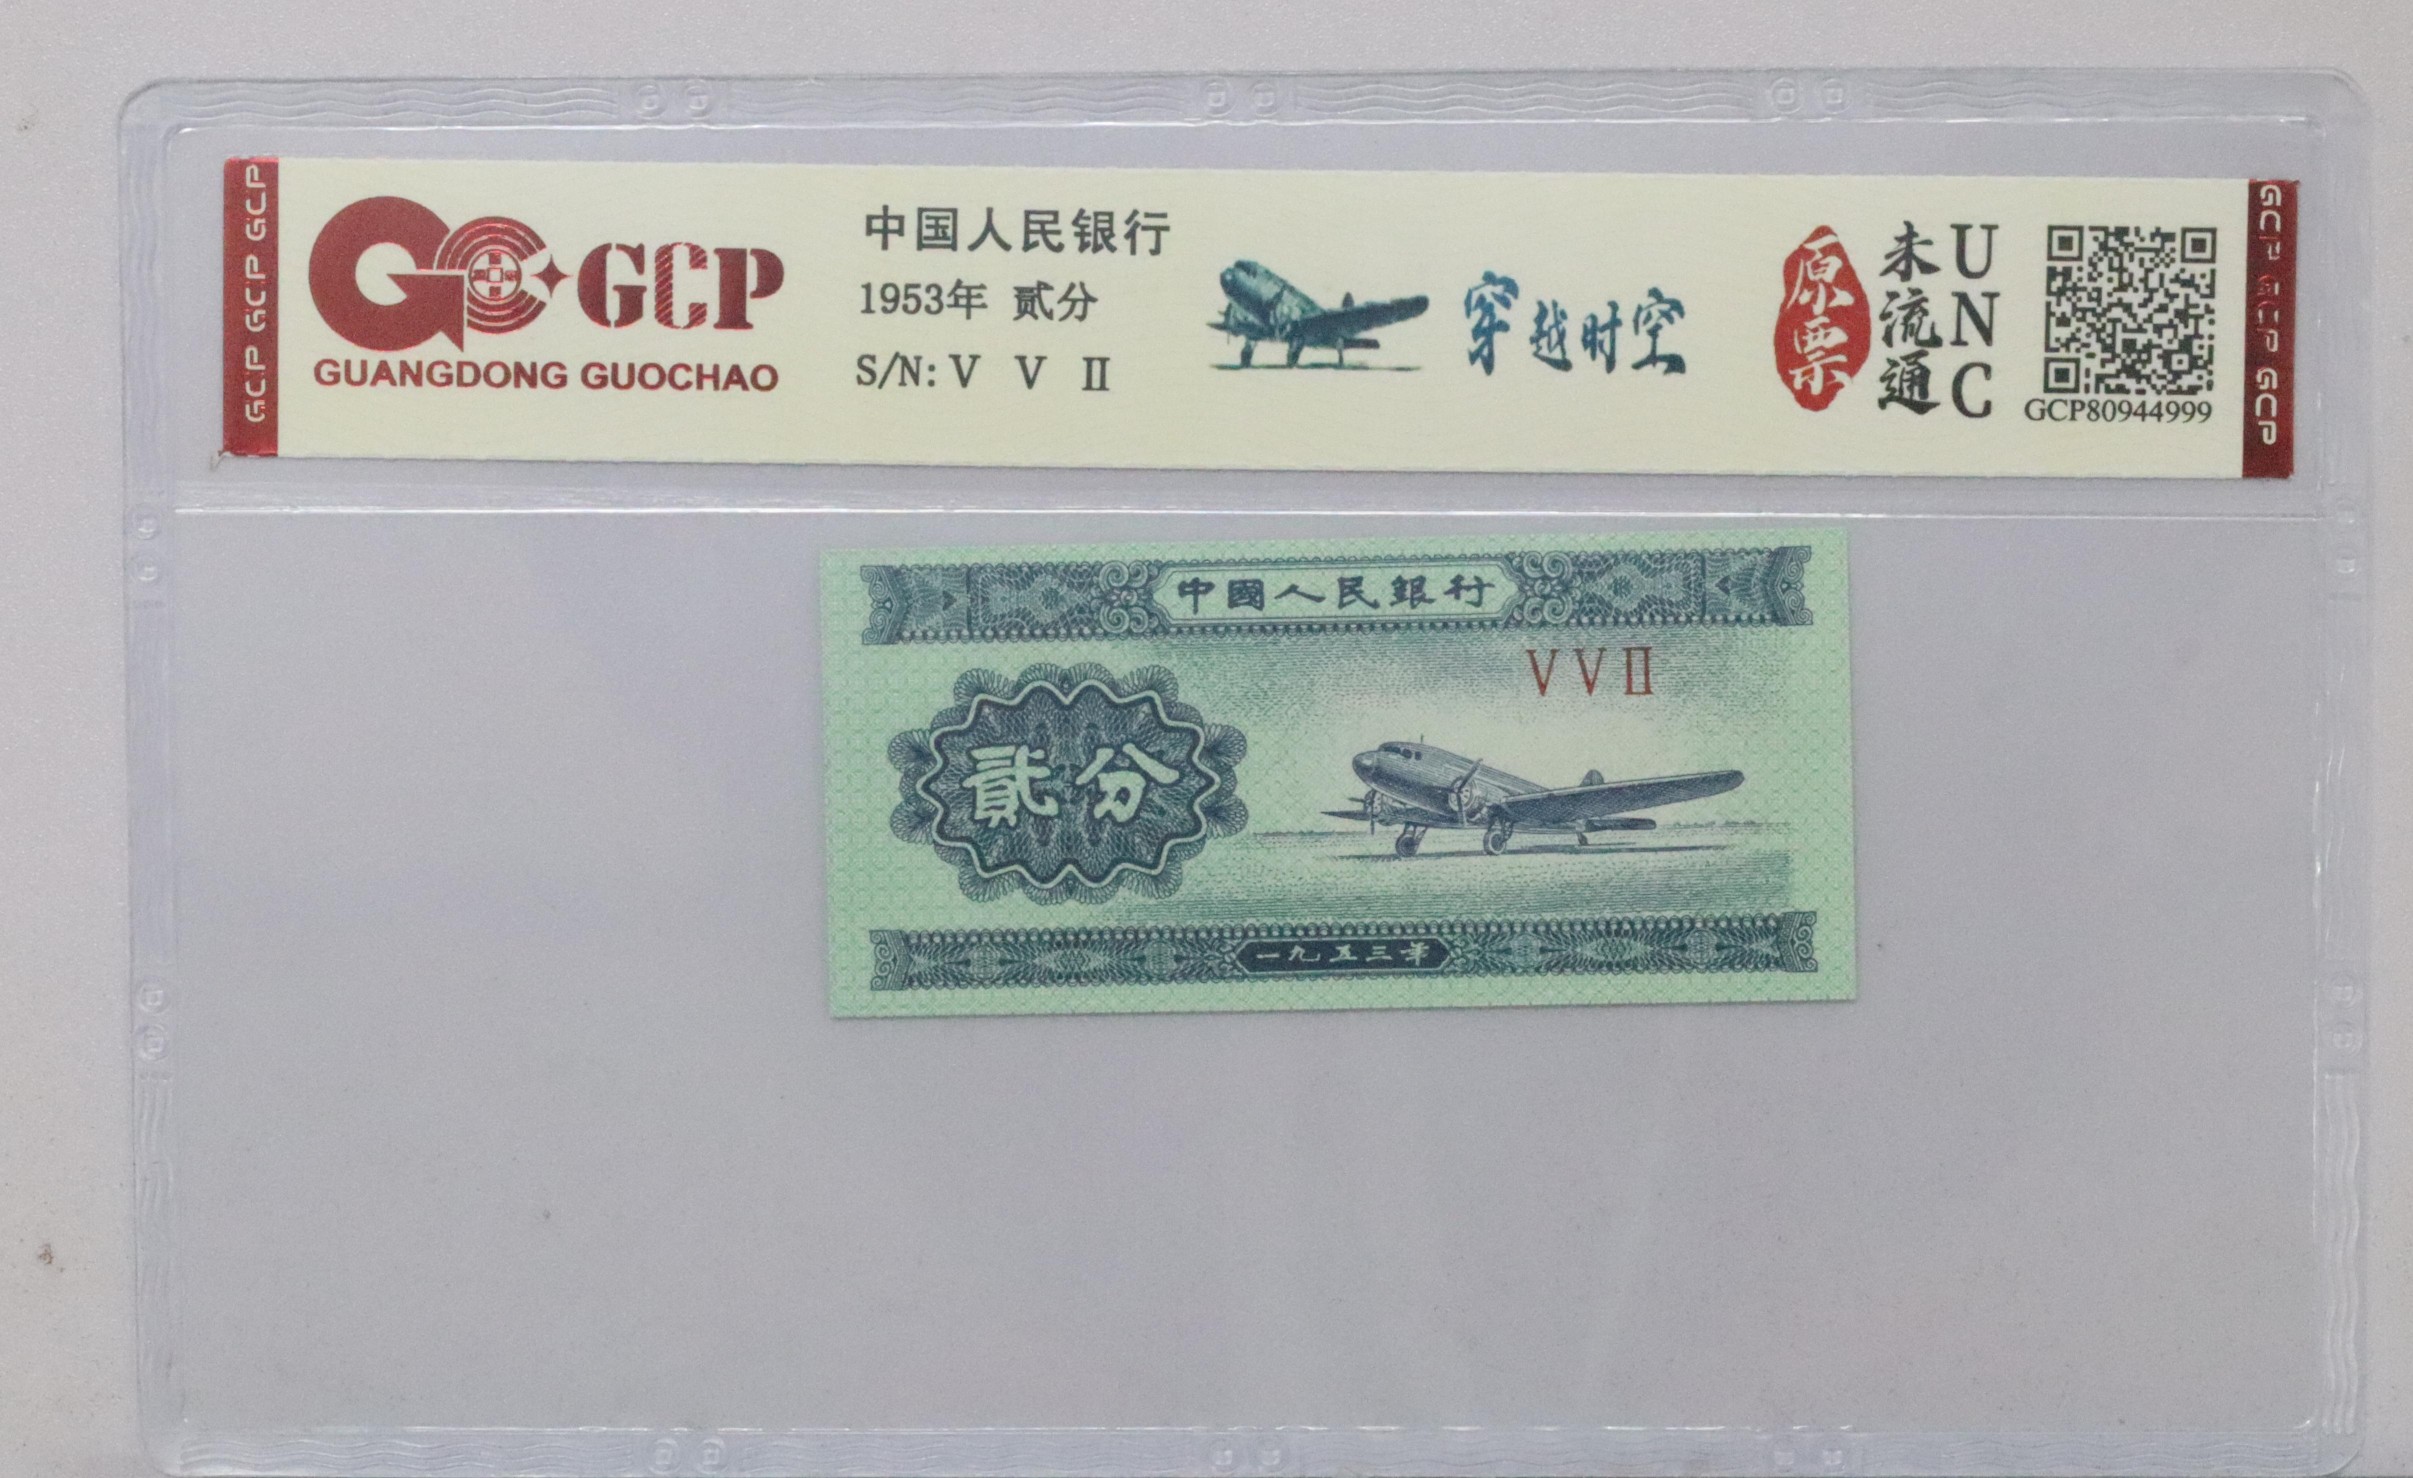 GCP GCP GCP
GCP
GUANGDONG GUOCHAO
中国人民银行
1953年 贰分
S/N: V V II
穿越时空
原票
未流通
UNC
GCP80944999
GCP GCP GCP GCP
中國人民銀行
V V II
貳分
一九五三年